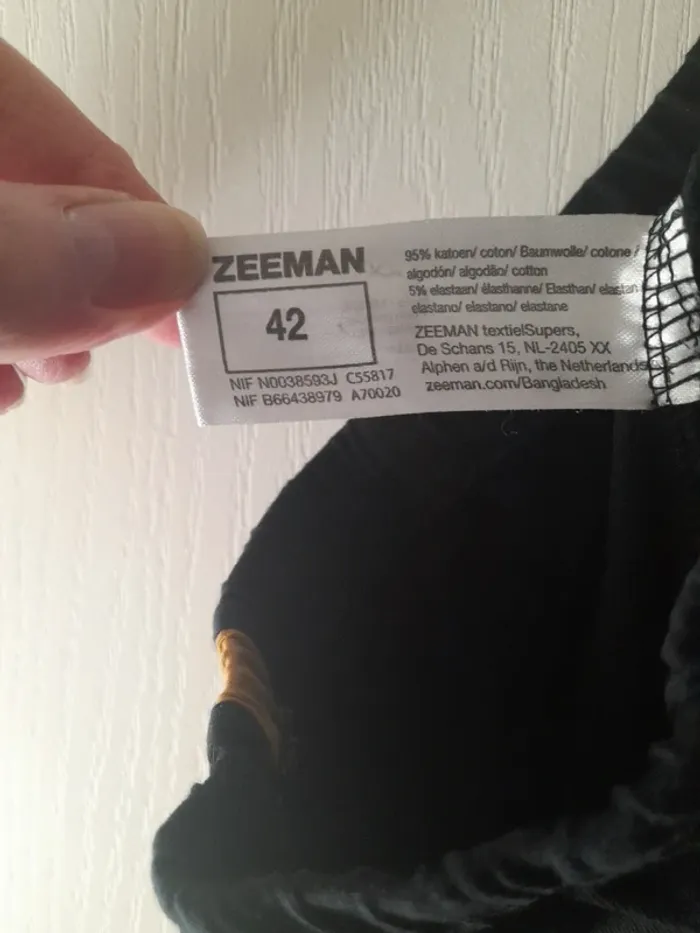 ZEEMAN
42
NIF N0038593J C55817
NIF B66438979 A70020
95% katoen/ coton/ Baumwolle/ cotone/
algodón/ algodão/ cotton
5% elastaan/ élasthanne/ Elasthan/ elastan
elastano/ elastano/ elastane
ZEEMAN textielSupers,
De Schans 15, NL-2405 XX
Alphen a/d Rijn, the Netherlands
zeeman.com/Bangladesh